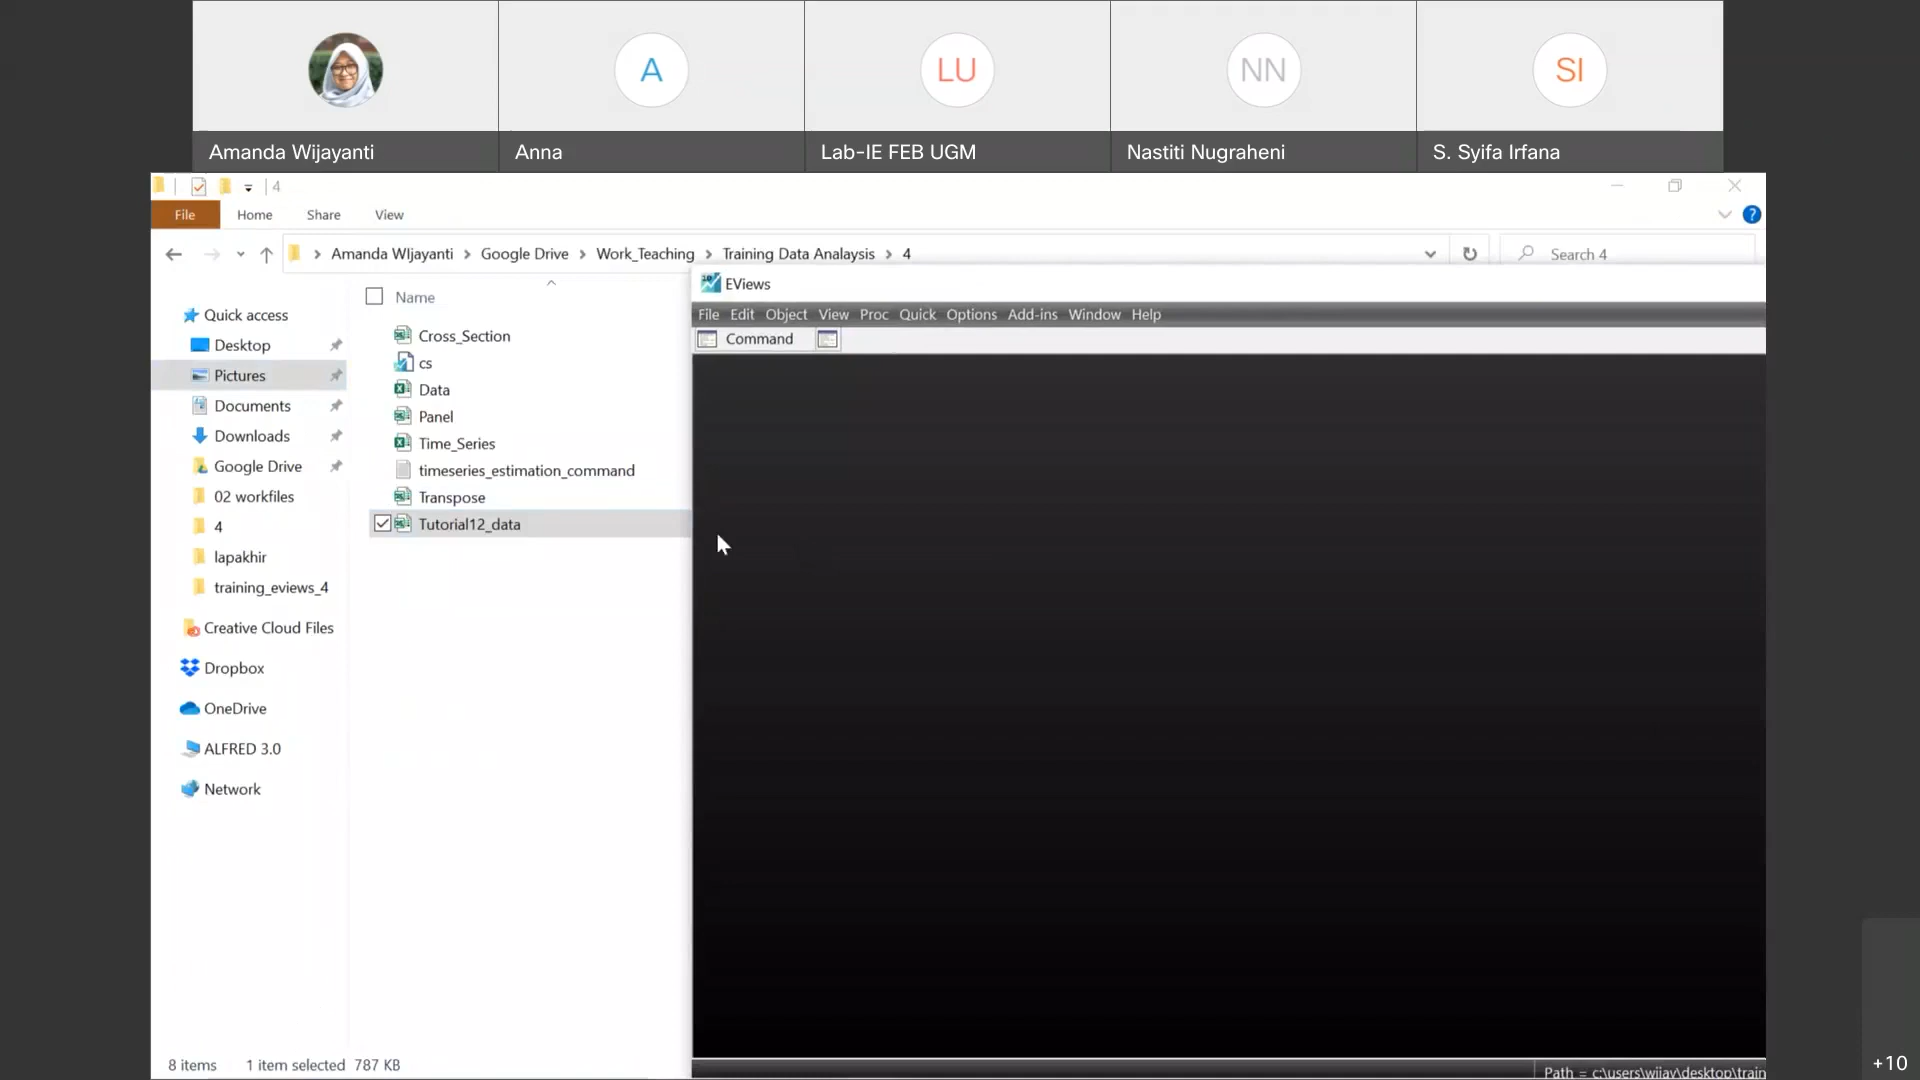 A
LU
NN
SI
Amanda Wijayanti
Anna
Lab-IE FEB UGM
Nastiti Nugraheni
S. Syifa Irfana
4
File
Home
Share
View
Amanda WIjayanti
Google Drive
Work_Teaching
Training Data Analaysis
4
Search 4
Name
Quick access
Desktop
Pictures
Documents
Downloads
Google Drive
02 workfiles
4
lapakhir
training_eviews_4
Creative Cloud Files
Dropbox
OneDrive
ALFRED 3.0
Network
Cross_Section
cs
Data
Panel
Time_Series
timeseries_estimation_command
Transpose
Tutorial12_data
EViews
File Edit Object View Proc Quick Options Add-ins Window Help
Command
8 items 1 item selected 787 KB
Path = c:\users\wijay\desktop\train
+10